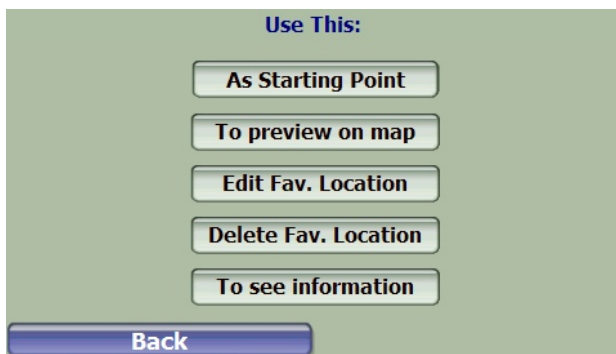 Use This:
As Starting Point
To preview on map
Edit Fav. Location
Delete Fav. Location
To see information
Back